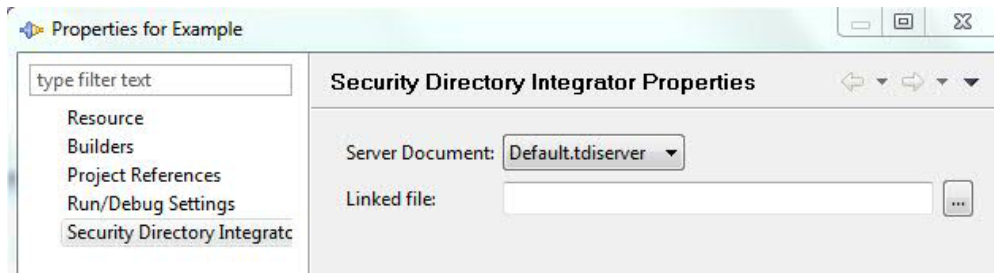 Properties for Example
type filter text
Resource
Builders
Project References
Run/Debug Settings
Security Directory Integratc
Security Directory Integrator Properties
Server Document: Default.tdiserver
Linked file:
...